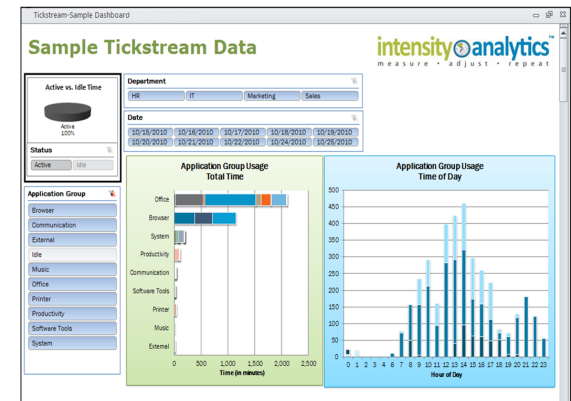 Tickstream-Sample Dashboard
Sample Tickstream Data
intensity analytics™
measure · adjust · repeat
Active vs. Idle Time
Active
100%
Status
Active Idle
Department
HR IT Marketing Sales
Date
10/15/2010 10/16/2010 10/17/2010 10/18/2010 10/19/2010
10/20/2010 10/21/2010 10/22/2010 10/24/2010 10/25/2010
Application Group
Browser
Communication
External
Idle
Music
Office
Printer
Productivity
Software Tools
System
Application Group Usage
Total Time
Office
Browser
System
Productivity
Communication
Software Tools
Printer
Music
External
0 500 1,000 1,500 2,000 2,500
Time (in minutes)
Application Group Usage
Time of Day
500
450
400
350
300
250
200
150
100
50
0
0 1 2 3 4 6 7 8 9 10 11 12 13 14 15 16 17 18 19 20 21 22 23
Hour of Day